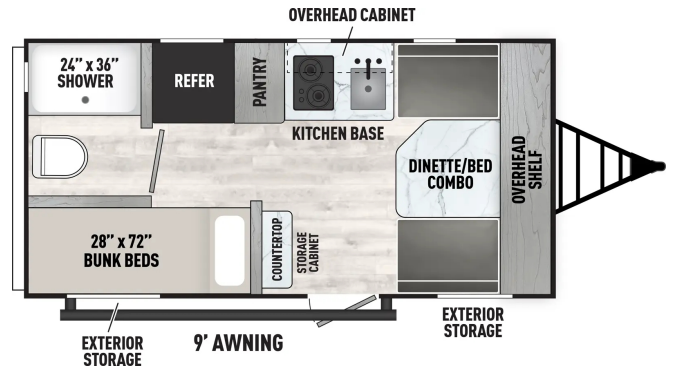 OVERHEAD CABINET
24” x 36”
SHOWER
REFER
PANTRY
KITCHEN BASE
DINETTE/BED
COMBO
OVERHEAD
SHELF
28” x 72”
BUNK BEDS
COUNTERTOP
STORAGE
CABINET
EXTERIOR
STORAGE
9’ AWNING
EXTERIOR
STORAGE